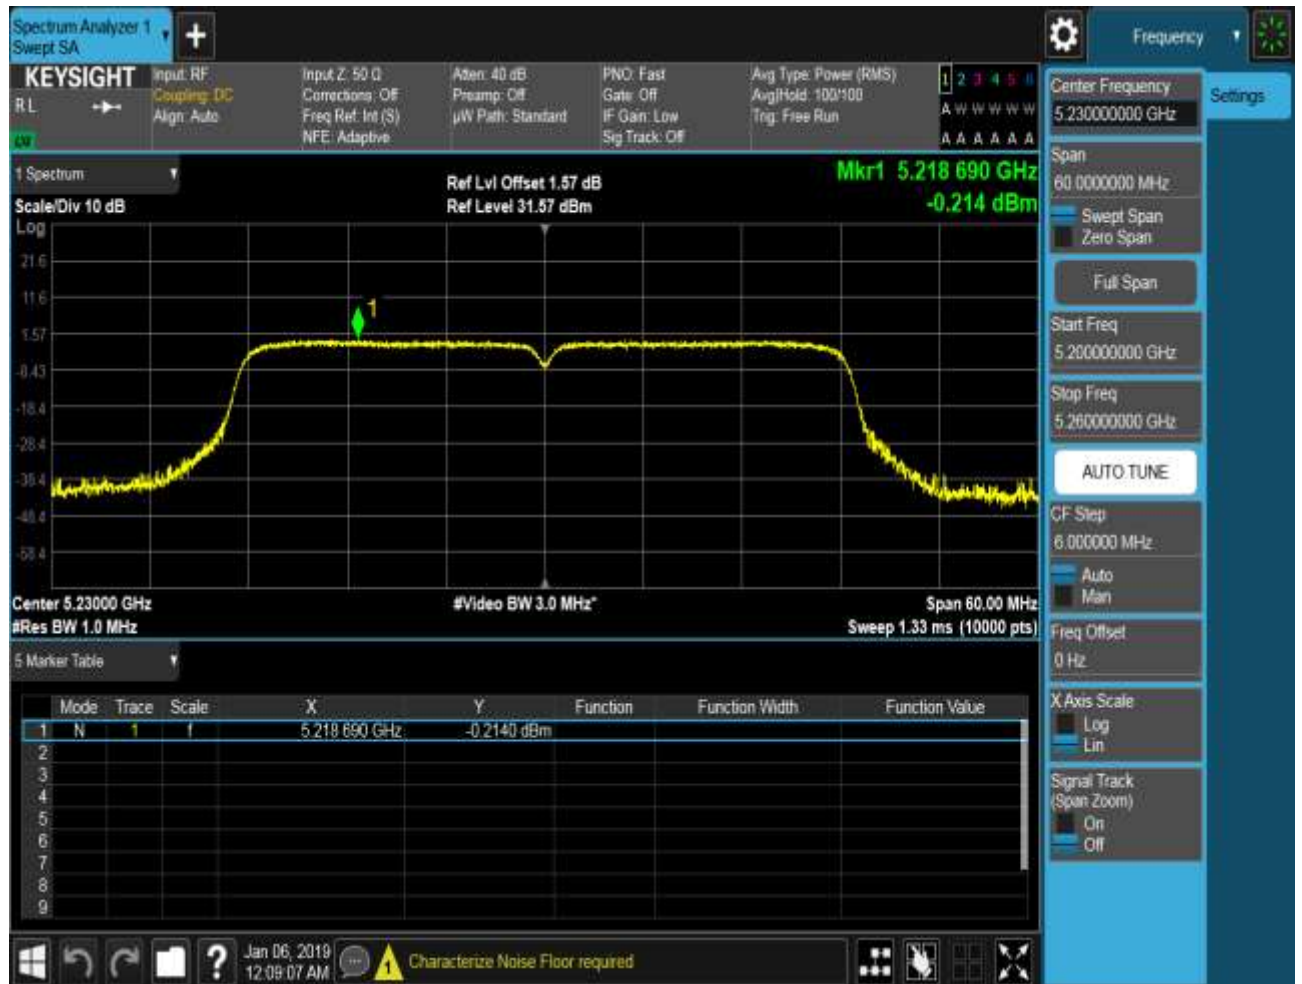 Spectrum Analyzer 1
Swept SA
+
Frequency
KEYSIGHT
RL
Input: RF
Coupling: DC
Align: Auto
Input Z: 50 Ω
Corrections: Off
Freq Ref: Int (S)
NFE: Adaptive
Atten: 40 dB
Preamp: Off
µW Path: Standard
PNO: Fast
Gate: Off
IF Gain: Low
Sig Track: Off
Avg Type: Power (RMS)
Avg|Hold: 100/100
Trig: Free Run
1 2 3 4 5 6
A W W W W W
A A A A A A
1 Spectrum
Scale/Div 10 dB
Ref Lvl Offset 1.57 dB
Ref Level 31.57 dBm
Mkr1 5.218 690 GHz
-0.214 dBm
Log
21.6
11.6
1.57
-8.43
-18.4
-28.4
-38.4
-48.4
-58.4
1
Center 5.23000 GHz
#Res BW 1.0 MHz
#Video BW 3.0 MHz*
Span 60.00 MHz
Sweep 1.33 ms (10000 pts)
5 Marker Table
Mode Trace Scale X Y Function Function Width Function Value
1 N 1 f 5.218 690 GHz -0.2140 dBm
2
3
4
5
6
7
8
9
Center Frequency
5.230000000 GHz
Settings
Span
60.0000000 MHz
Swept Span
Zero Span
Full Span
Start Freq
5.200000000 GHz
Stop Freq
5.260000000 GHz
AUTO TUNE
CF Step
6.000000 MHz
Auto
Man
Freq Offset
0 Hz
X Axis Scale
Log
Lin
Signal Track
(Span Zoom)
On
Off
?
Jan 06, 2019
12:09:07 AM
1
Characterize Noise Floor required